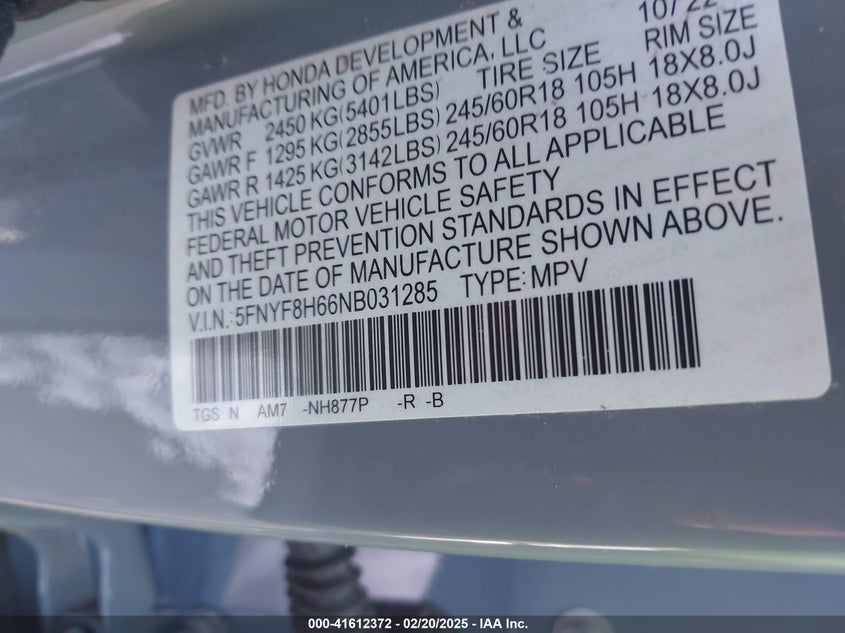 MFD. BY HONDA DEVELOPMENT & 10/22
MANUFACTURING OF AMERICA, LLC
GVWR 2450 KG(5401LBS) TIRE SIZE RIM SIZE
GAWR F 1295 KG(2855LBS) 245/60R18 105H 18X8.0J
GAWR R 1425 KG(3142LBS) 245/60R18 105H 18X8.0J
THIS VEHICLE CONFORMS TO ALL APPLICABLE
FEDERAL MOTOR VEHICLE SAFETY
AND THEFT PREVENTION STANDARDS IN EFFECT
ON THE DATE OF MANUFACTURE SHOWN ABOVE.
V.I.N.:5FNYF8H66NB031285 TYPE:MPV
TGS N AM7 -NH877P -R -B
000-41612372 — 02/20/2025 — IAA Inc.